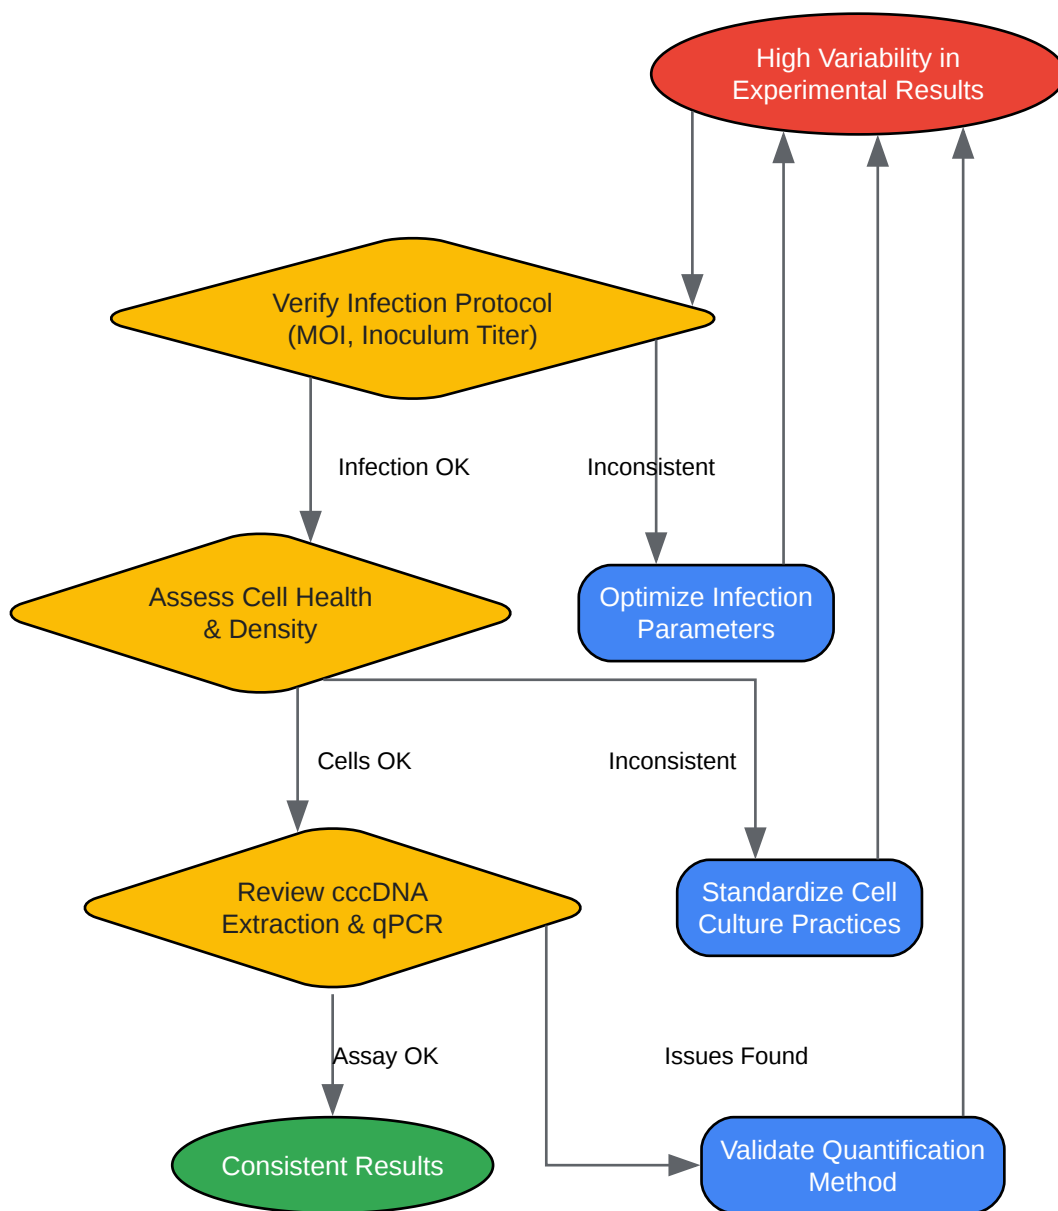 High Variability in
Experimental Results
Verify Infection Protocol
(MOI, Inoculum Titer)
Infection OK
Inconsistent
Assess Cell Health
& Density
Optimize Infection
Parameters
Cells OK
Inconsistent
Review cccDNA
Extraction & qPCR
Standardize Cell
Culture Practices
Assay OK
Issues Found
Consistent Results
Validate Quantification
Method